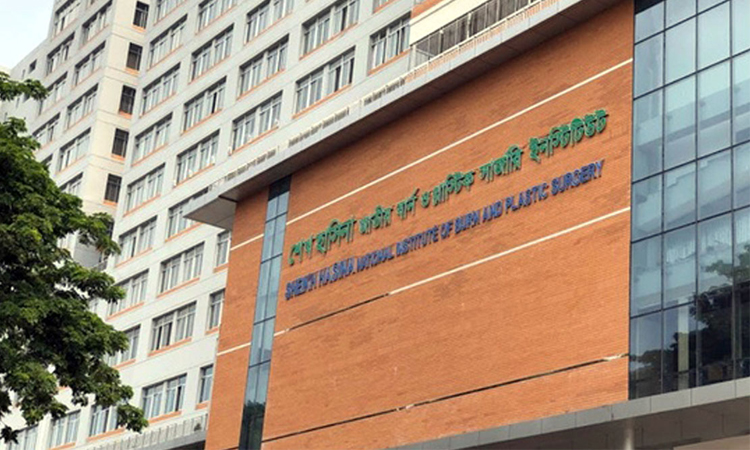 শেখ হাসিনা জাতীয় বার্ন ও প্লাস্টিক সার্জারি ইনস্টিটিউট
SHEIKH HASINA NATIONAL INSTITUTE OF BURN AND PLASTIC SURGERY